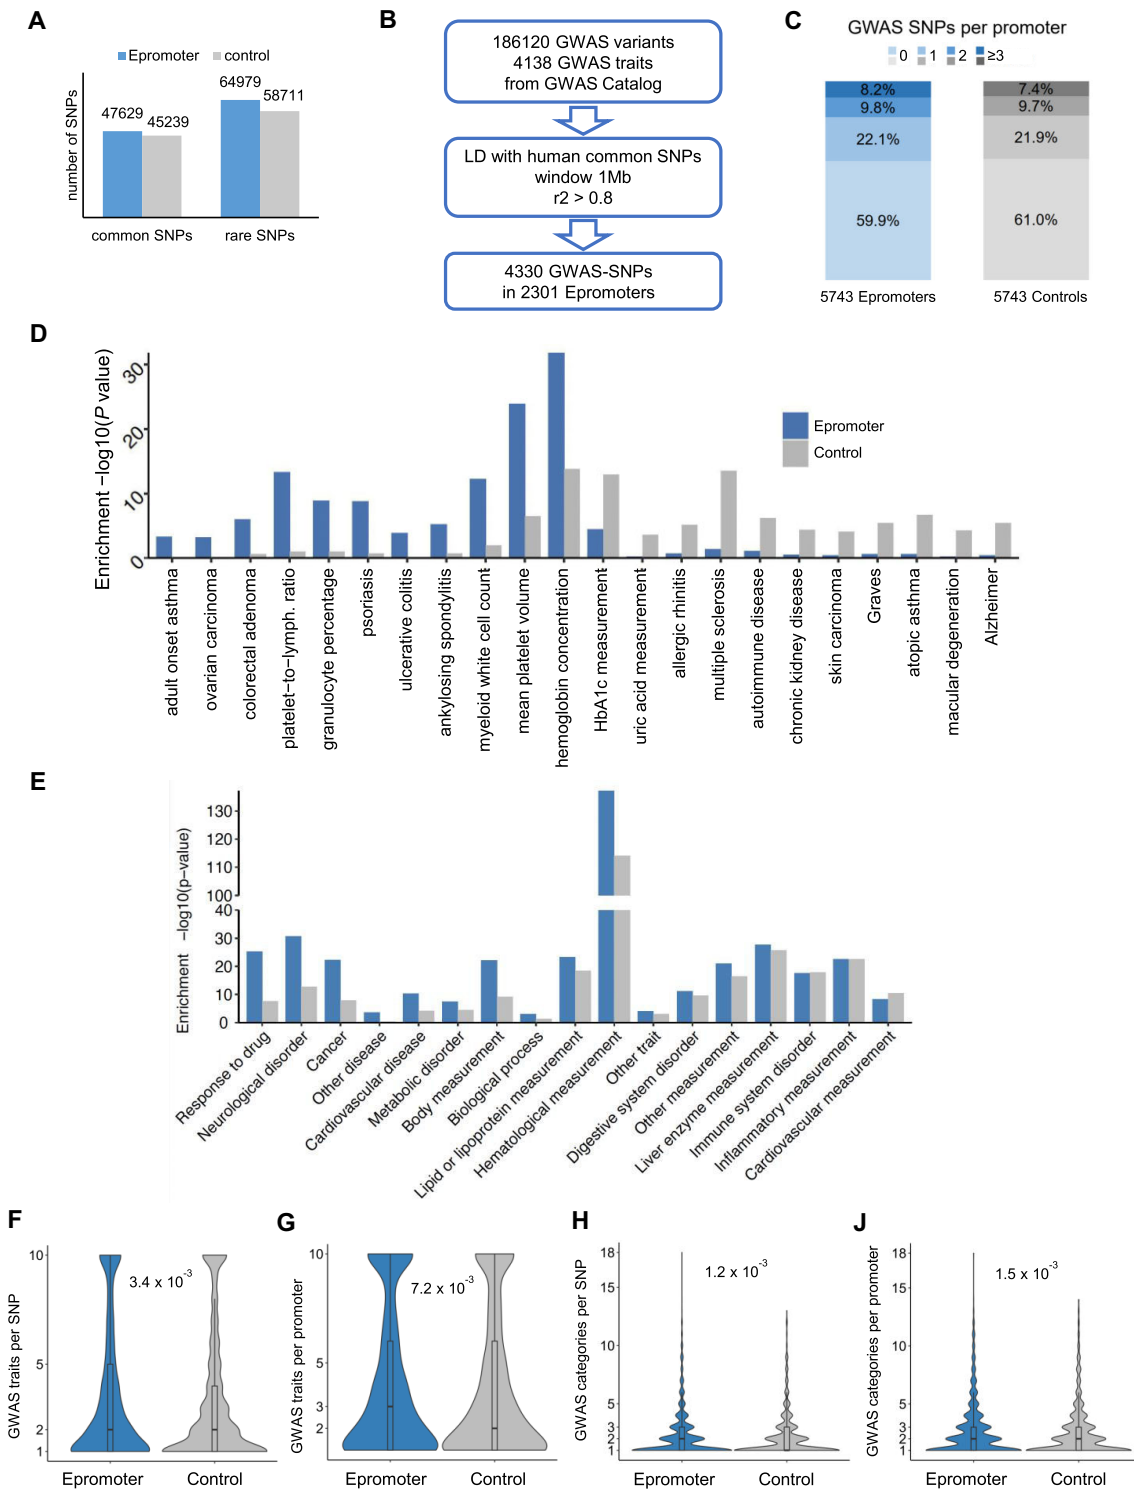 A
Epromoter control
number of SNPs
47629 45239
64979
58711
common SNPs rare SNPs
B
186120 GWAS variants
4138 GWAS traits
from GWAS Catalog
LD with human common SNPs
window 1Mb
r2 > 0.8
4330 GWAS-SNPs
in 2301 Epromoters
C
GWAS SNPs per promoter
0 1 2 ≥3
8.2% 7.4%
9.8% 9.7%
22.1% 21.9%
59.9% 61.0%
5743 Epromoters 5743 Controls
D
Enrichment −log10(P value)
30
20
10
0
Epromoter
Control
adult onset asthma
ovarian carcinoma
colorectal adenoma
platelet−to−lymph. ratio
granulocyte percentage
psoriasis
ulcerative colitis
ankylosing spondylitis
myeloid white cell count
mean platelet volume
hemoglobin concentration
HbA1c measurement
uric acid measurement
allergic rhinitis
multiple sclerosis
autoimmune disease
chronic kidney disease
skin carcinoma
Graves
atopic asthma
macular degeneration
Alzheimer
E
Enrichment −log10(p−value)
130
120
110
100
40
30
20
10
0
Response to drug
Neurological disorder
Cancer
Other disease
Cardiovascular disease
Metabolic disorder
Body measurement
Biological process
Lipid or lipoprotein measurement
Hematological measurement
Other trait
Digestive system disorder
Other measurement
Liver enzyme measurement
Immune system disorder
Inflammatory measurement
Cardiovascular measurement
F
GWAS traits per SNP
10
5
2
1
3.4 x 10-3
Epromoter Control
G
GWAS traits per promoter
10
5
3
2
7.2 x 10-3
Epromoter Control
H
GWAS categories per SNP
18
15
10
5
3
2
1
1.2 x 10-3
Epromoter Control
J
GWAS categories per promoter
18
15
10
5
3
2
1
1.5 x 10-3
Epromoter Control